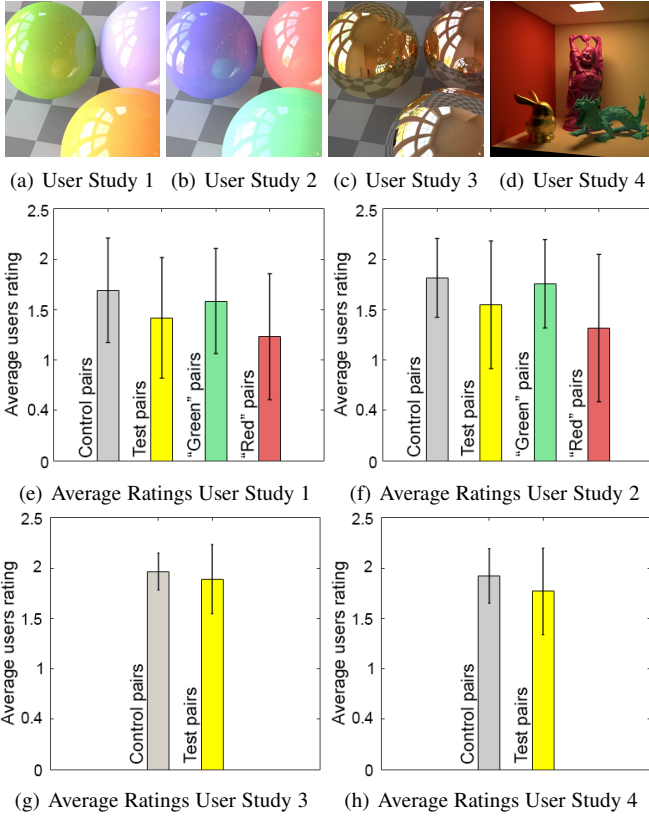 (a) User Study 1
(b) User Study 2
(c) User Study 3
(d) User Study 4
2.5
2
1.5
1
0.4
0
Average users rating
Control pairs
Test pairs
“Green” pairs
“Red” pairs
(e) Average Ratings User Study 1
2.5
2
1.5
1
0.4
0
Average users rating
Control pairs
Test pairs
“Green” pairs
“Red” pairs
(f) Average Ratings User Study 2
2.5
2
1.5
1
0.4
0
Average users rating
Control pairs
Test pairs
(g) Average Ratings User Study 3
2.5
2
1.5
1
0.4
0
Average users rating
Control pairs
Test pairs
(h) Average Ratings User Study 4